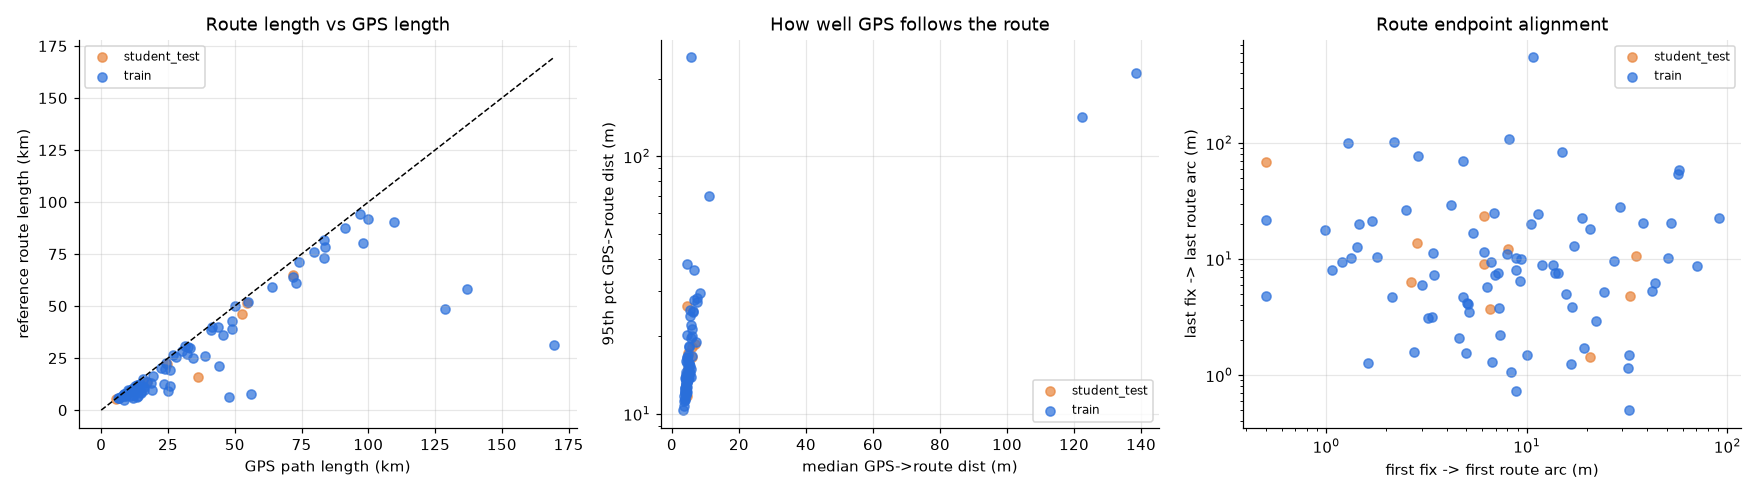 Route length vs GPS length
student_test
train
175
150
125
100
75
50
25
0
0
25
50
75
100
125
150
175
reference route length (km)
GPS path length (km)
How well GPS follows the route
10²
10¹
0
20
40
60
80
100
120
140
student_test
train
95th pct GPS->route dist (m)
median GPS->route dist (m)
Route endpoint alignment
student_test
train
10²
10¹
10⁰
10⁰
10¹
10²
last fix -> last route arc (m)
first fix -> first route arc (m)